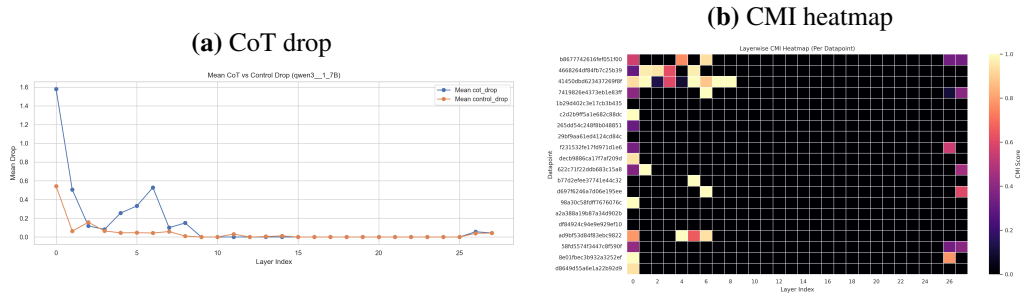 (a) CoT drop
Mean CoT vs Control Drop (qwen3__1_7B)
Mean Drop
1.6
1.4
1.2
1.0
0.8
0.6
0.4
0.2
0.0
Mean cot_drop
Mean control_drop
0 5 10 15 20 25
Layer Index
(b) CMI heatmap
Layerwise CMI Heatmap (Per Datapoint)
Datapoint
b8677742616fef051f00
4668264df84fb7c25b39
41450dbd623437269f8f
7419826e4373eb1e83ff
1b29d402c3e17cb3b435
c2d2b9ff5a1e682c88dc
265dd54c248f8b048851
29bf9aa61ed4124cd84c
f231532fe17fd971d1e6
decb9886ca17f7af209d
622c71f22ddb683c15a8
b77d2efee37741e44c32
d697f6246a7d06e195ee
98a30c58fdff7676076c
a2a388a19b87a34d902b
df84924c94e9e929ef10
ad9bf53d84f83ebc9822
58fd5574f3447c8f590f
8e01fbec3b932a3252ef
d8649d55a6e1a22b92d9
0 2 4 6 8 10 12 14 16 18 20 22 24 26
Layer Index
1.0
0.8
0.6
0.4
0.2
0.0
CMI Score